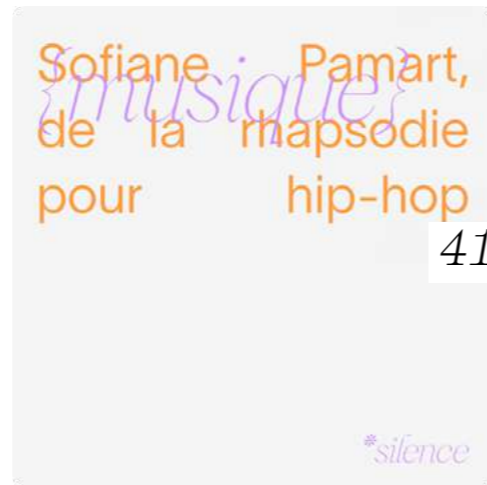 {musique}
Sofiane Pamart,
de la rhapsodie
pour hip-hop
41
*silence